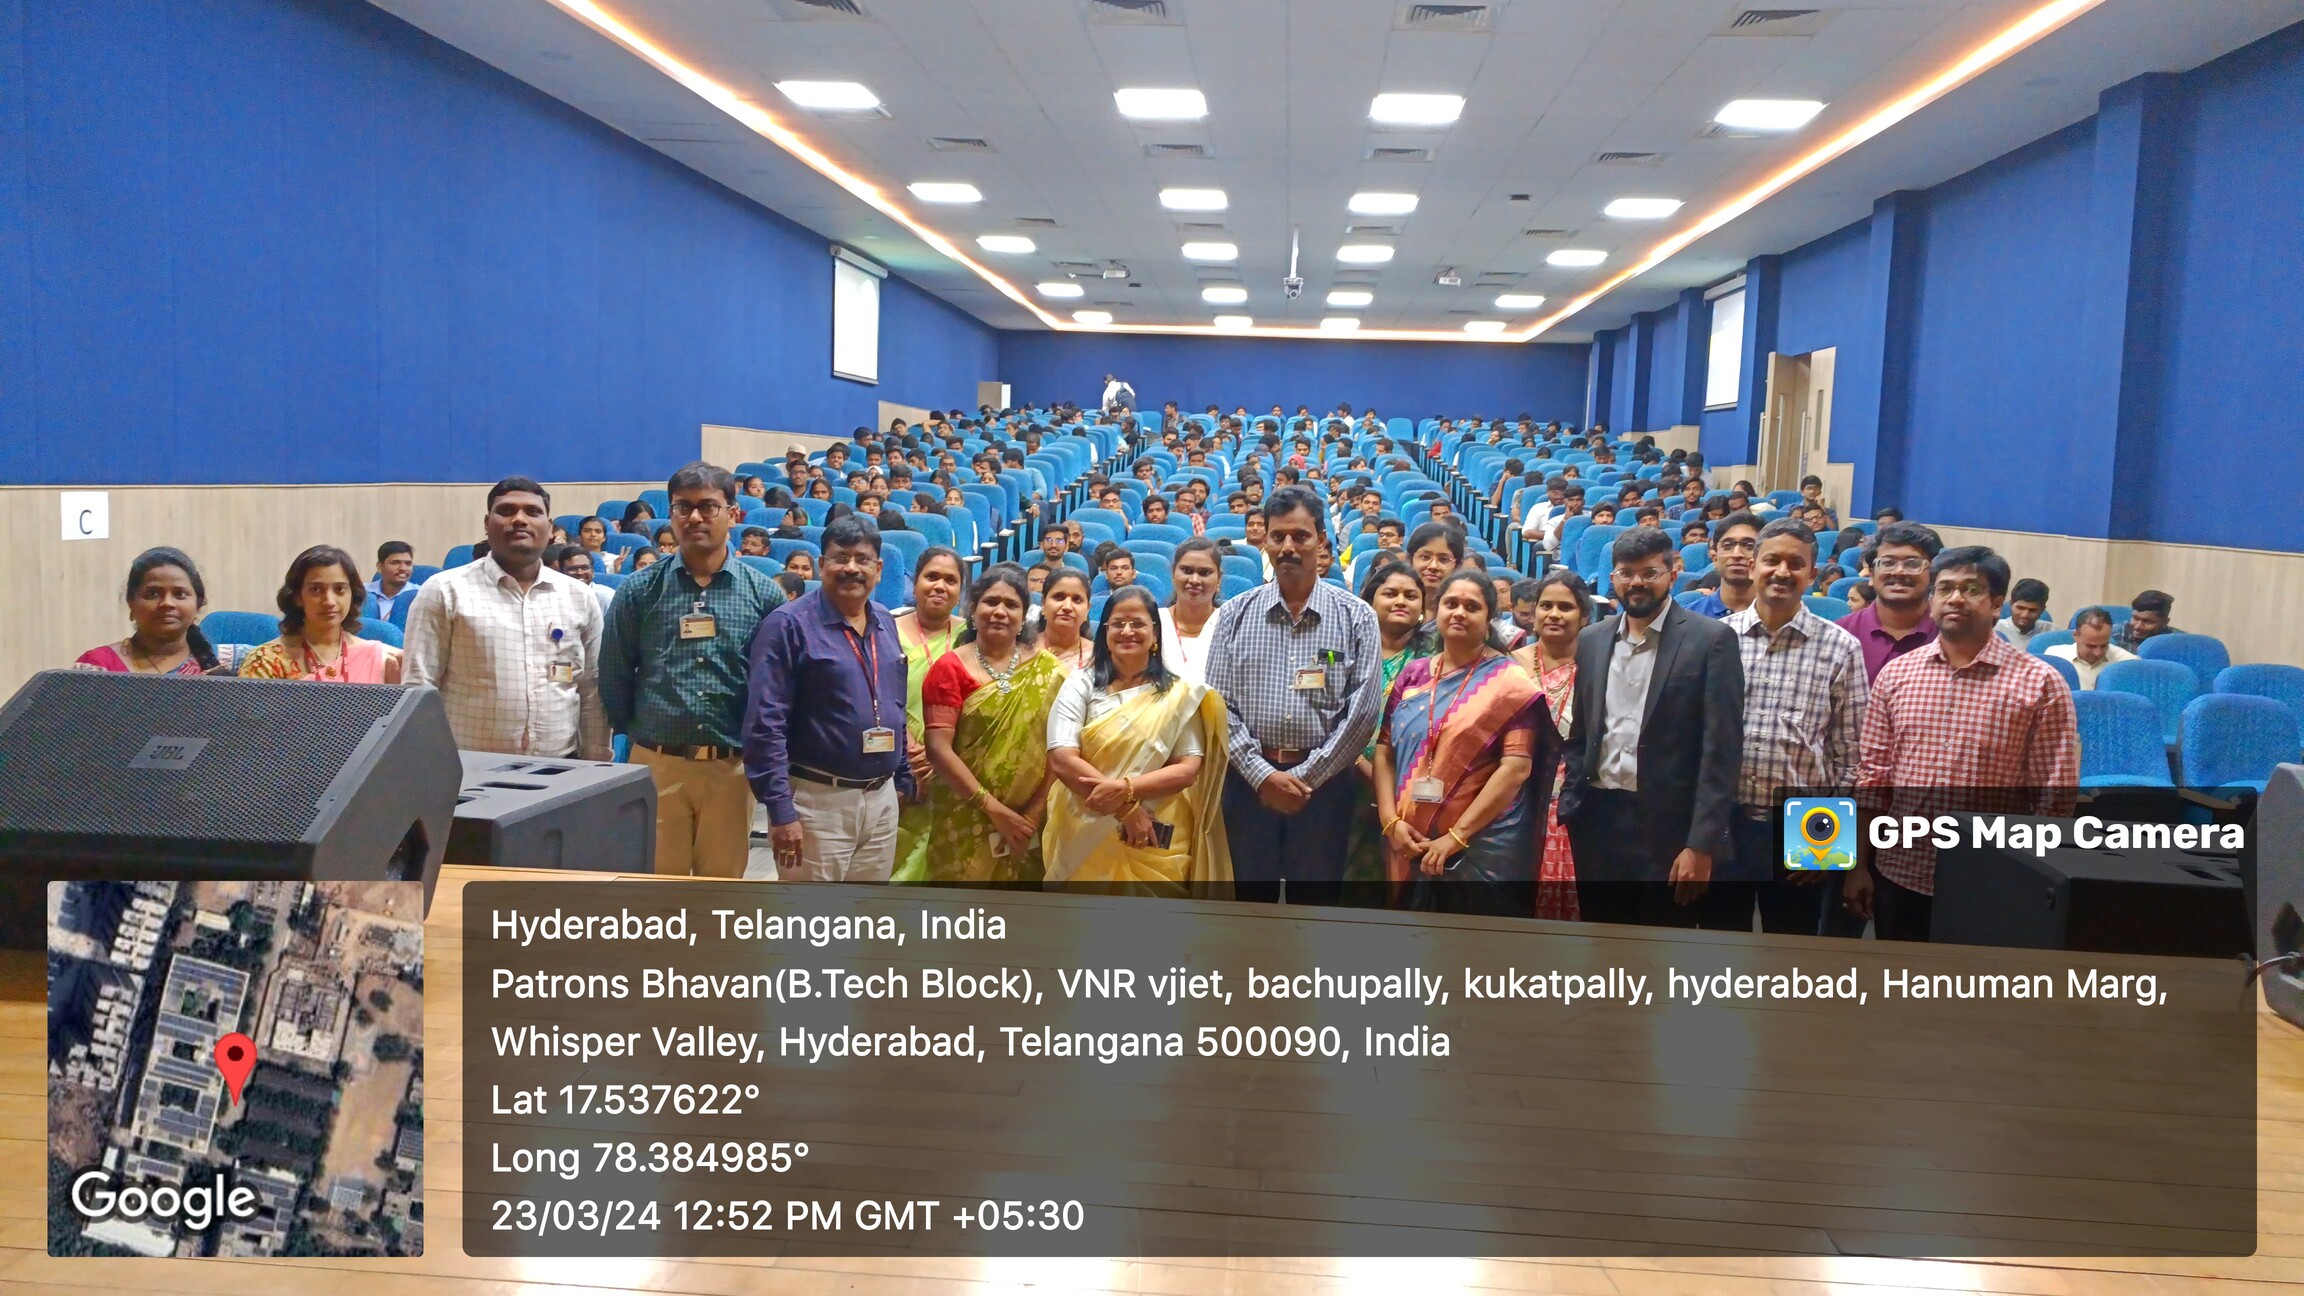 C
JBL
GPS Map Camera
Google
Hyderabad, Telangana, India
Patrons Bhavan(B.Tech Block), VNR vjiet, bachupally, kukatpally, hyderabad, Hanuman Marg,
Whisper Valley, Hyderabad, Telangana 500090, India
Lat 17.537622°
Long 78.384985°
23/03/24 12:52 PM GMT +05:30